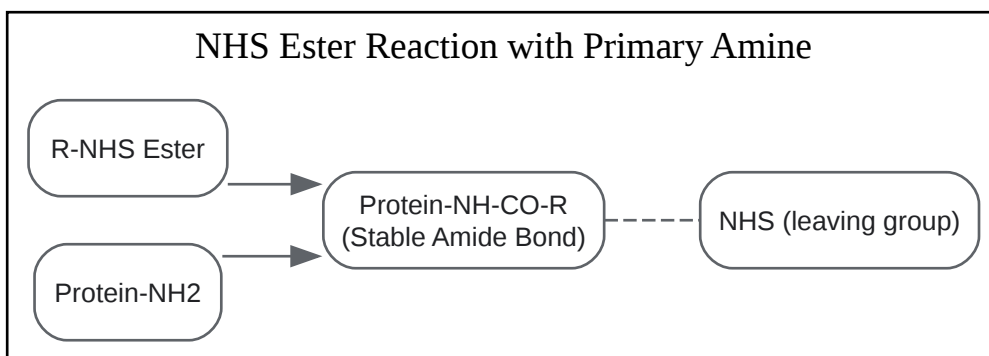 NHS Ester Reaction with Primary Amine
R-NHS Ester
Protein-NH-CO-R
(Stable Amide Bond)
NHS (leaving group)
Protein-NH2